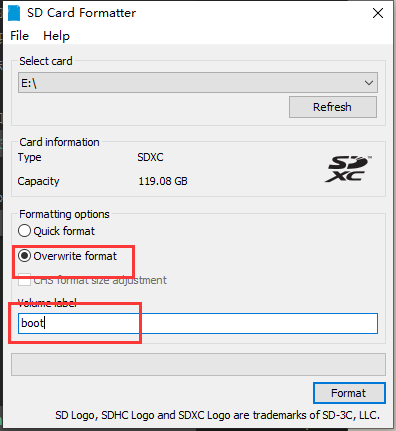 SD Card Formatter
File Help
Select card
E:\
Refresh
Card information
Type SDXC
Capacity 119.08 GB
SD XC
Formatting options
Quick format
Overwrite format
CHS format size adjustment
Volume label
boot
Format
SD Logo, SDHC Logo and SDXC Logo are trademarks of SD-3C, LLC.